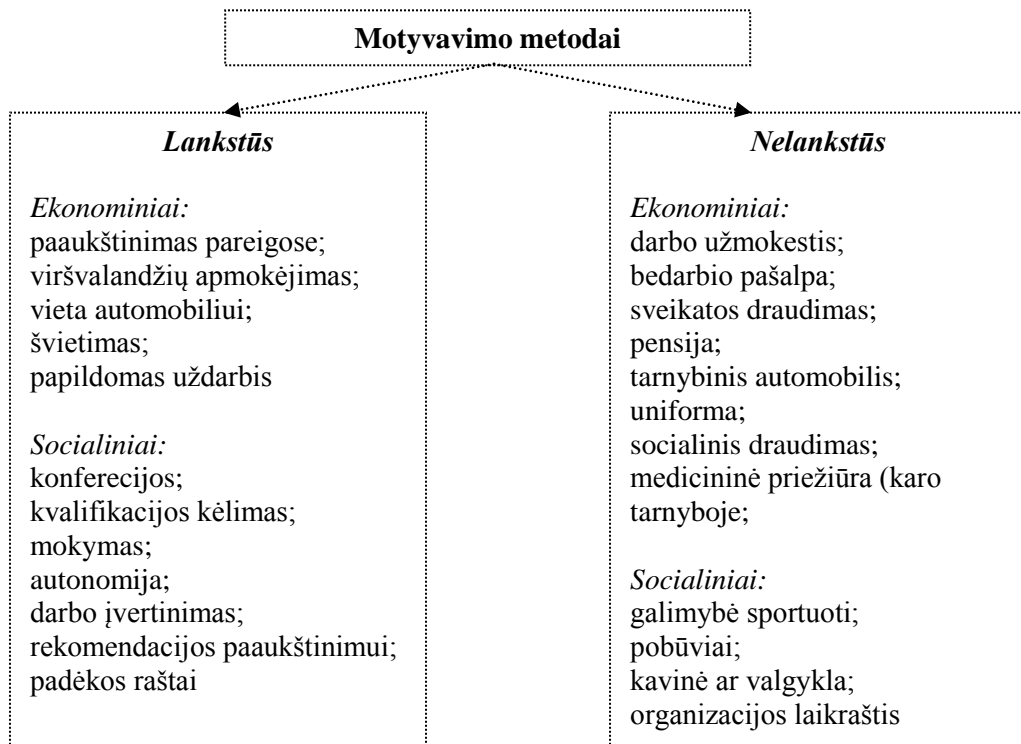 Motyvavimo metodai
Lankstūs
Ekonominiai:
paaukštinimas pareigose;
viršvalandžių apmokėjimas;
vieta automobiliui;
švietimas;
papildomas uždarbis
Socialiniai:
konferecijos;
kvalifikacijos kėlimas;
mokymas;
autonomija;
darbo įvertinimas;
rekomendacijos paaukštinimui;
padėkos raštai
Nelankstūs
Ekonominiai:
darbo užmokestis;
bedarbio pašalpa;
sveikatos draudimas;
pensija;
tarnybinis automobilis;
uniforma;
socialinis draudimas;
medicininė priežiūra (karo
tarnyboje;
Socialiniai:
galimybė sportuoti;
pobūviai;
kavinė ar valgykla;
organizacijos laikraštis